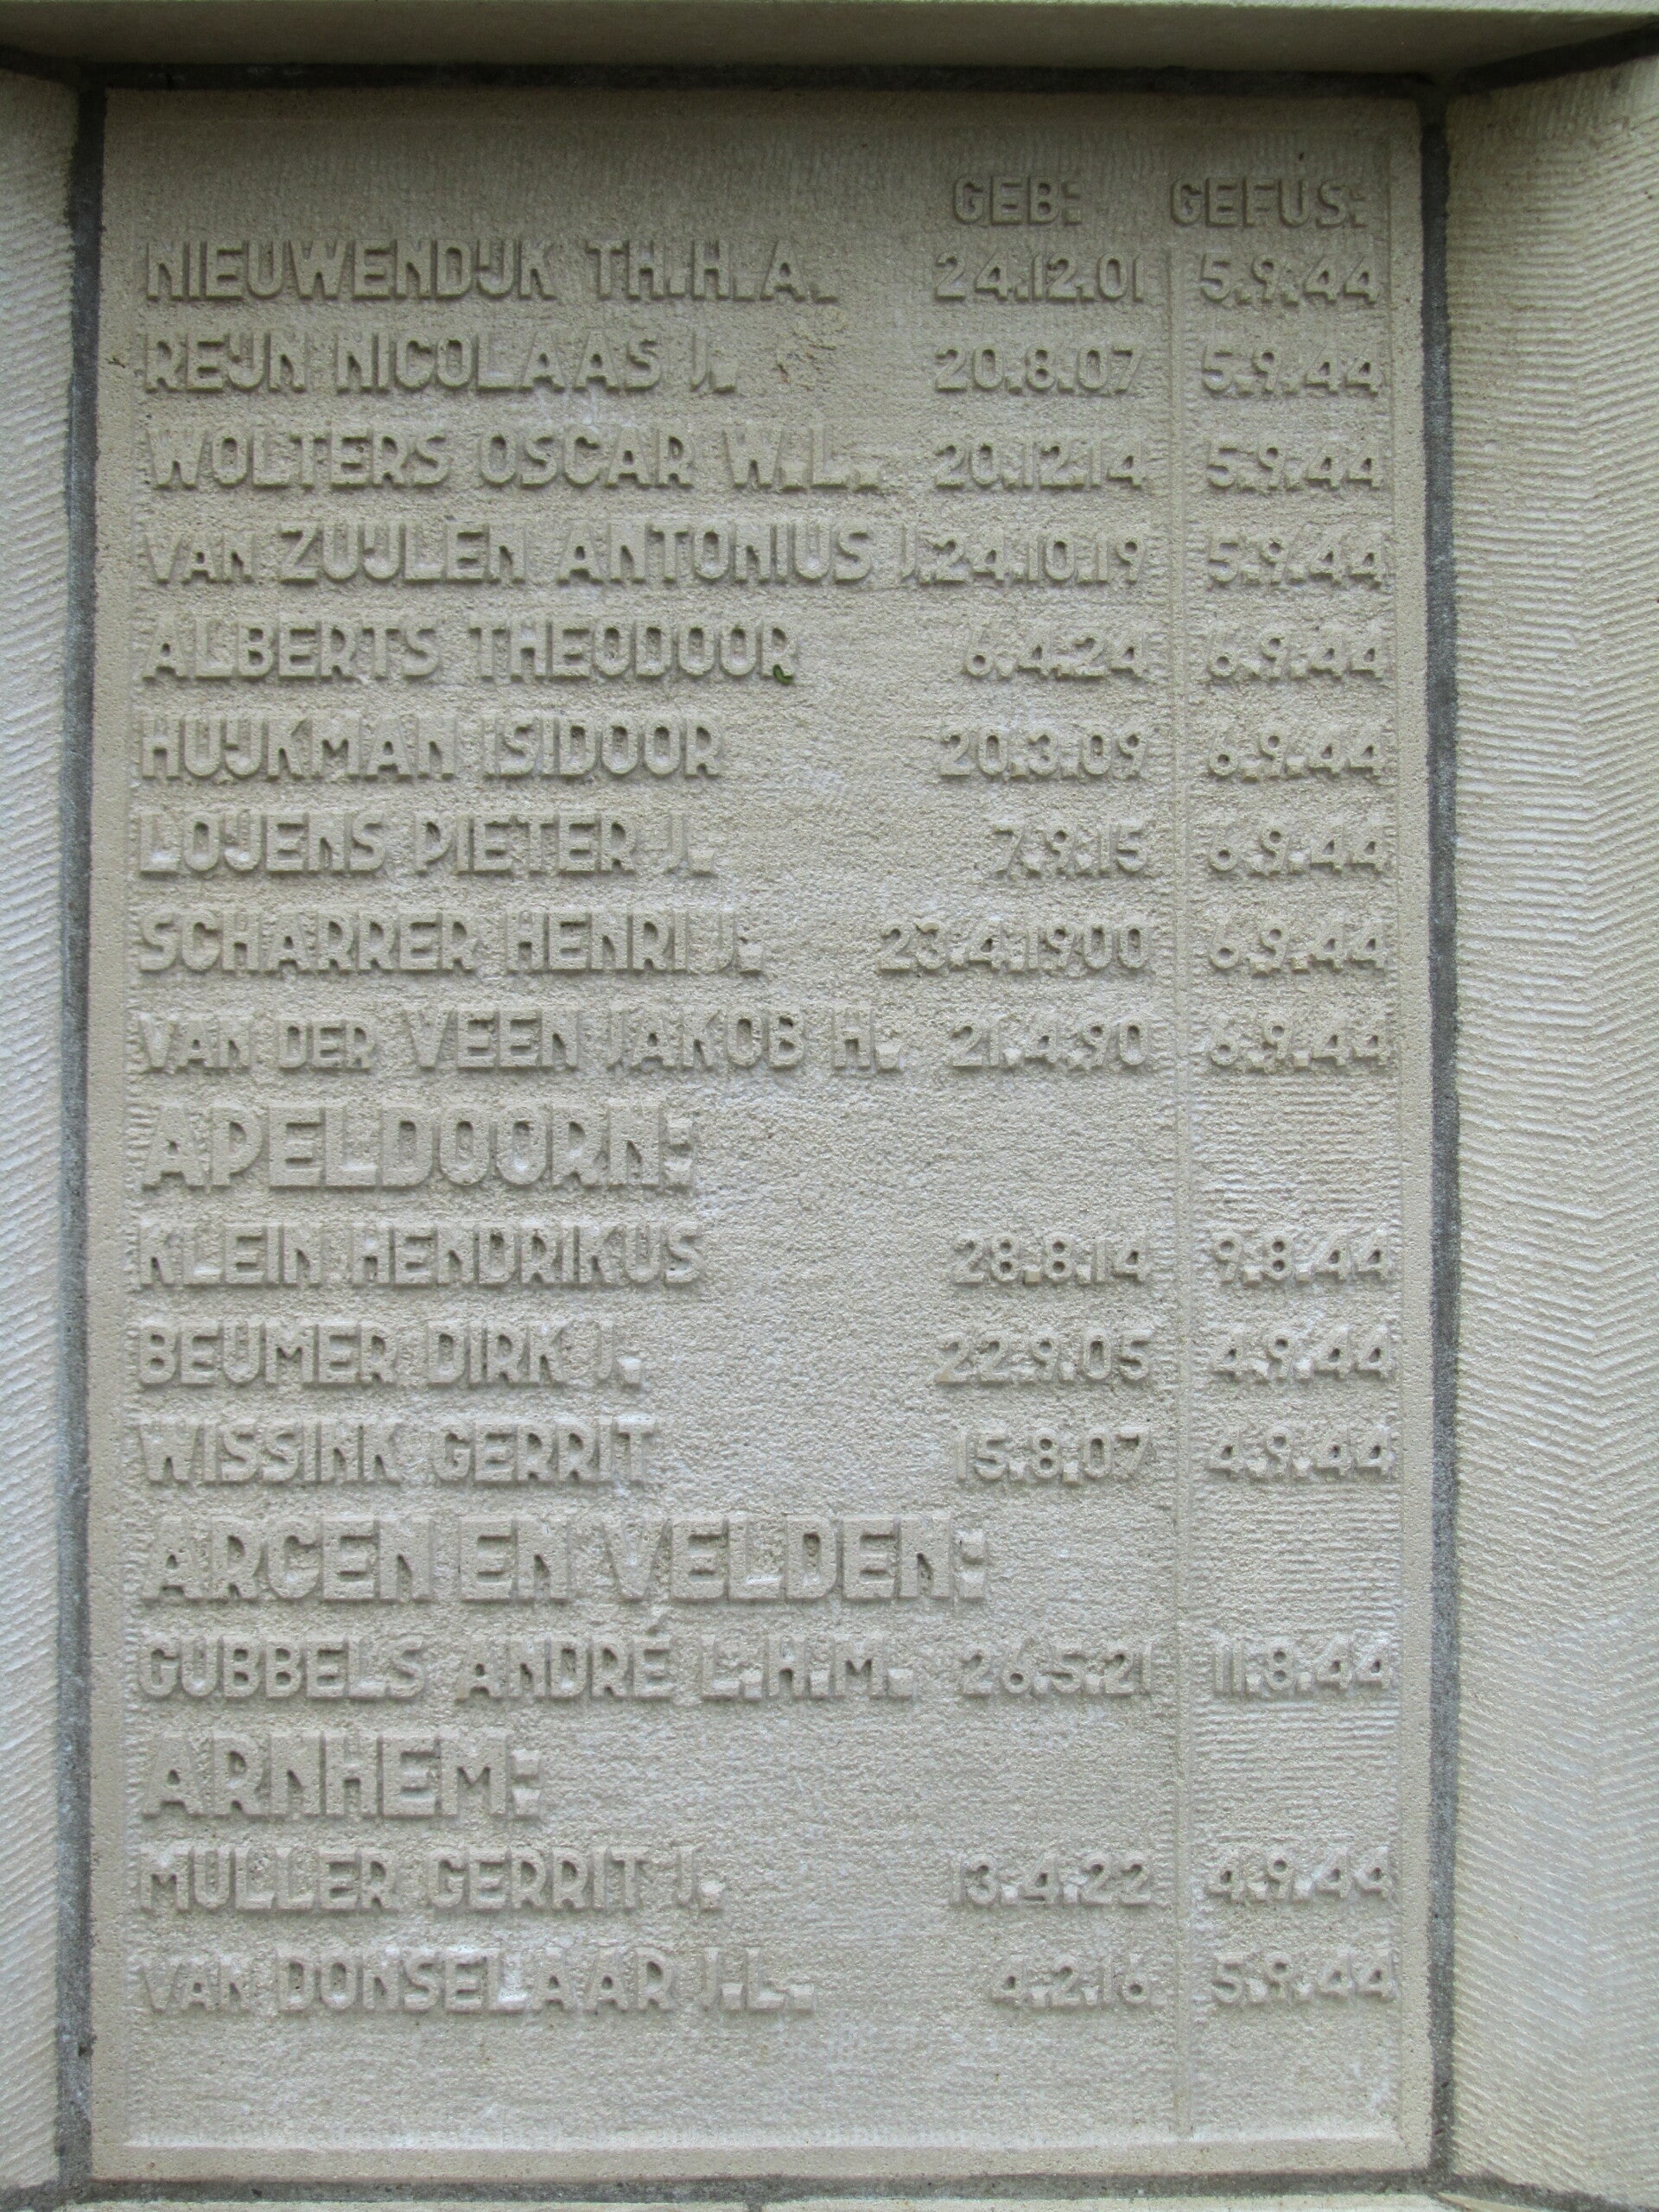 GEB: GEFUS:
NIEUWENDIJK TH.H.A. 24.12.01 5.9.44
REIJN NICOLAAS J. 20.8.07 5.9.44
WOLTERS OSCAR W.L. 20.12.14 5.9.44
VAN ZUIJLEN ANTONIUS J. 24.10.19 5.9.44
ALBERTS THEODOOR 6.4.24 6.9.44
HUIJKMAN ISIDOOR 20.3.09 6.9.44
LOIJENS PIETER J. 7.9.15 6.9.44
SCHARRER HENRI J. 23.4.1900 6.9.44
VAN DER VEEN JAKOB H. 21.4.90 6.9.44
APELDOORN:
KLEIN HENDRIKUS 28.8.14 9.8.44
BEIJMER DIRK J. 22.9.05 4.9.44
WISSINK GERRIT 15.8.07 4.9.44
ARCEN EN VELDEN:
GUBBELS ANDRÉ L.H.M. 26.5.21 11.8.44
ARNHEM:
MULLER GERRIT J. 13.4.22 4.9.44
VAN DONSELAAR J.L. 4.2.16 5.9.44